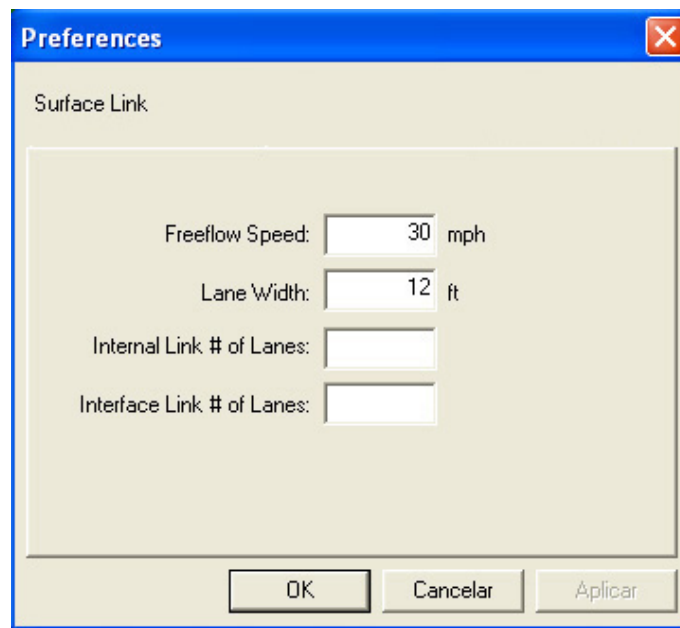 Preferences
Surface Link
Freeflow Speed: 30 mph
Lane Width: 12 ft
Internal Link # of Lanes:
Interface Link # of Lanes:
OK Cancelar Aplicar